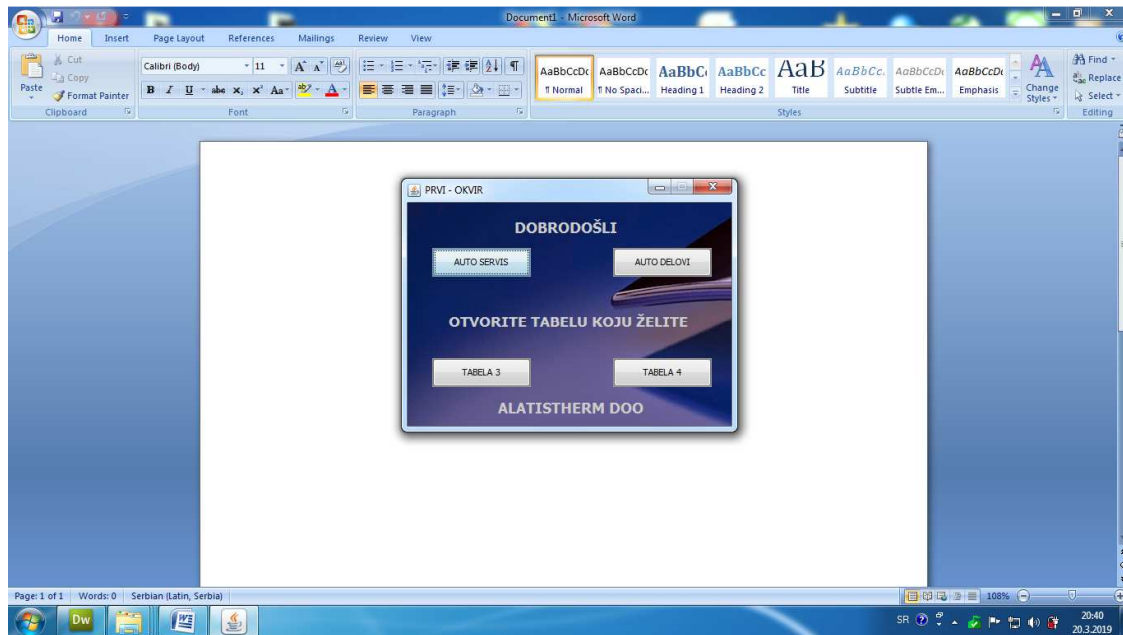 Document1 - Microsoft Word
Home Insert Page Layout References Mailings Review View
Cut
Copy
Format Painter
Paste
Clipboard
Calibri (Body) 11
Font
Paragraph
AaBbCcDc AaBbCcDc AaBbC AaBbCc AaB AaBbCc. AaBbCcDc AaBbCcDc
¶ Normal ¶ No Spaci... Heading 1 Heading 2 Title Subtitle Subtle Em... Emphasis
Change Styles
Styles
Find
Replace
Select
Editing
PRVI - OKVIR
DOBRODOŠLI
AUTO SERVIS AUTO DELOVI
OTVORITE TABELU KOJU ŽELITE
TABELA 3 TABELA 4
ALATISTHERM DOO
Page: 1 of 1 Words: 0 Serbian (Latin, Serbia) 108%
Dw
SR
20:40
20.3.2019